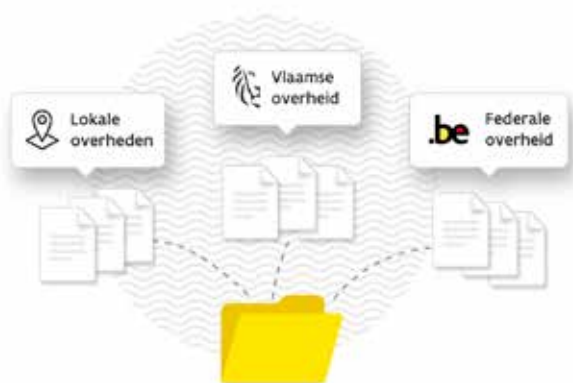 Lokale
overheden
Vlaamse
overheid
.be
Federale
overheid